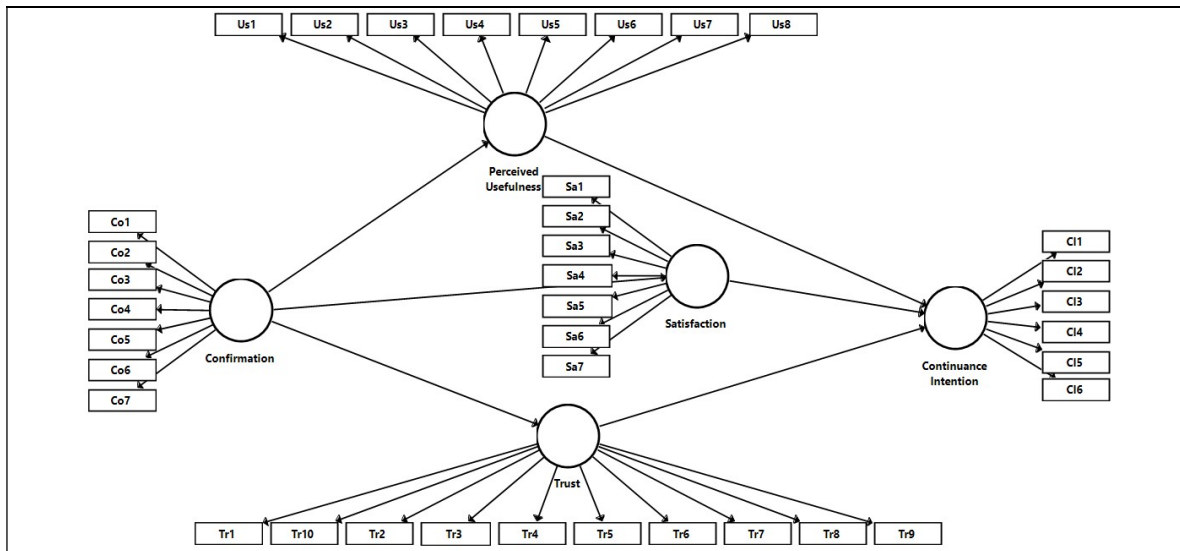 Us1
Us2
Us3
Us4
Us5
Us6
Us7
Us8
Perceived
Usefulness
Co1
Co2
Co3
Co4
Co5
Co6
Co7
Confirmation
Sa1
Sa2
Sa3
Sa4
Sa5
Sa6
Sa7
Satisfaction
CI1
CI2
CI3
CI4
CI5
CI6
Continuance
Intention
Trust
Tr1
Tr10
Tr2
Tr3
Tr4
Tr5
Tr6
Tr7
Tr8
Tr9